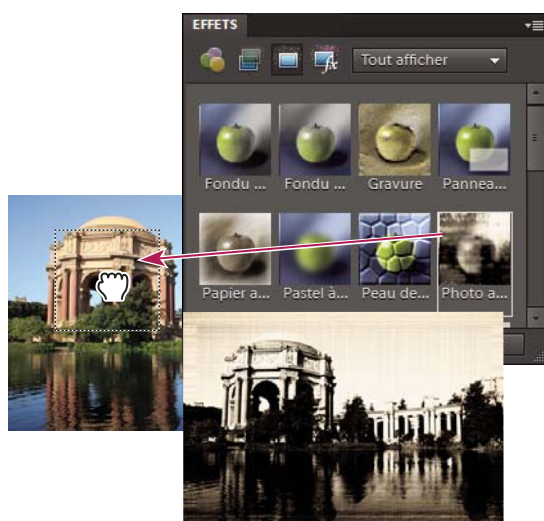 EFFETS
Tout afficher
Fondu ... Fondu ... Gravure Pannea...
Papier a... Pastel à... Peau de... Photo a...